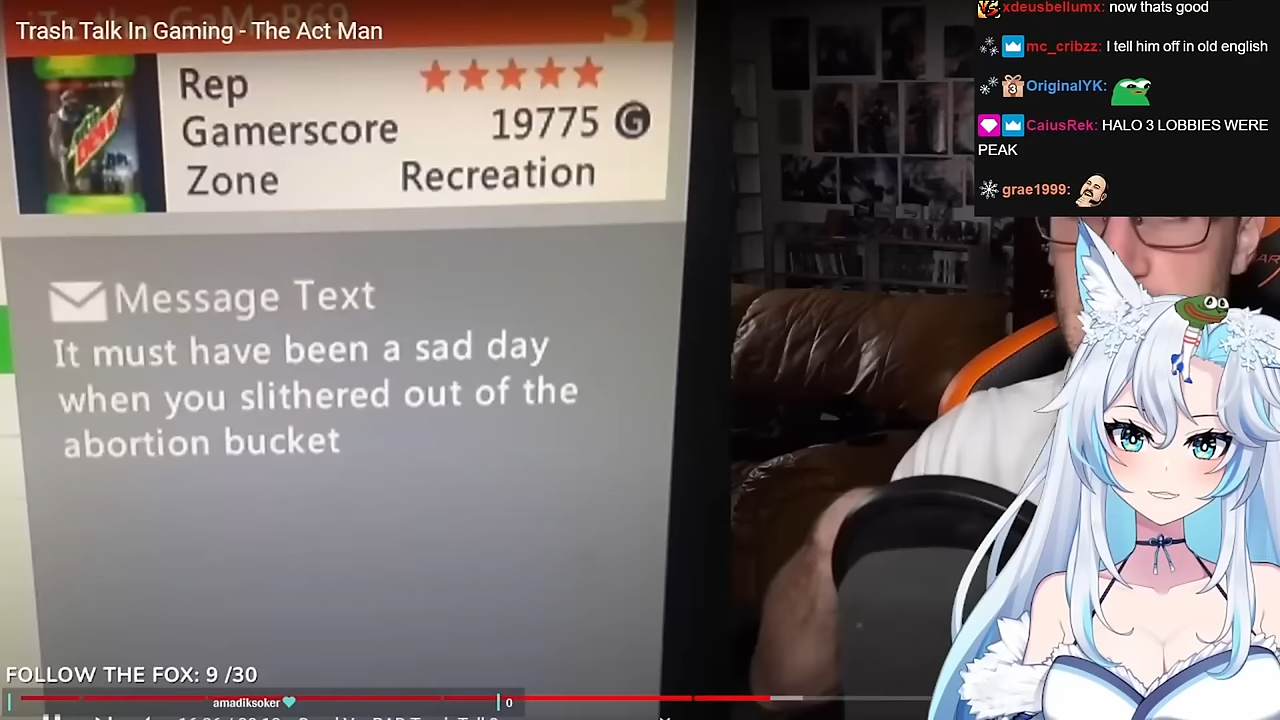 Trash Talk In Gaming - The Act Man
3
Rep
Gamerscore 19775 G
Zone Recreation
Message Text
It must have been a sad day
when you slithered out of the
abortion bucket
xdeusbellumx: now thats good
mc_cribzz: I tell him off in old english
3 OriginalYK:
CaiusRek: HALO 3 LOBBIES WERE
PEAK
grae1999:
FOLLOW THE FOX: 9 /30
amadiksoker
0